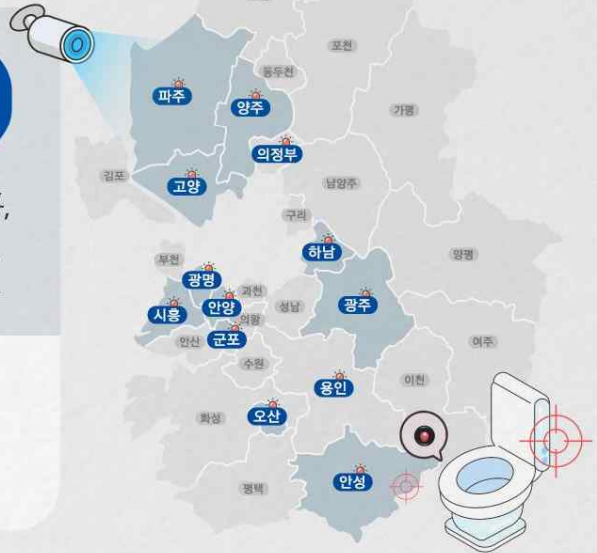 포천
동두천
파주
양주
가평
의정부
김포
고양
남양주
구리
하남
양평
부천
광명
과천
안양
성남
광주
시흥
의왕
군포
안산
여주
수원
이천
용인
화성
오산
안성
평택